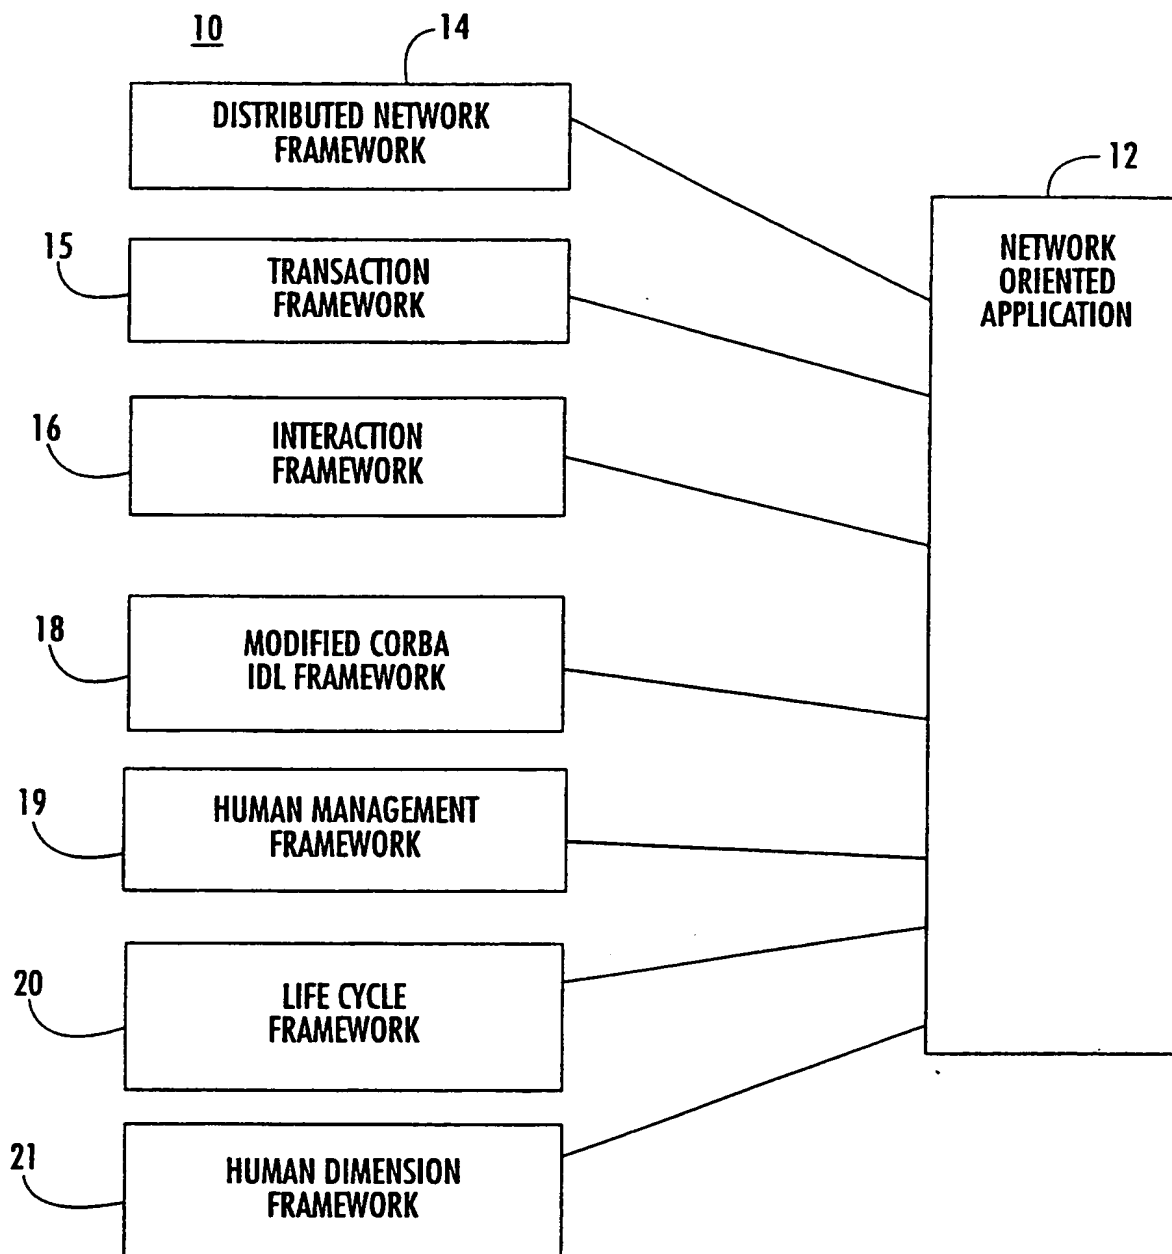 10
14
DISTRIBUTED NETWORK
FRAMEWORK
12
NETWORK
ORIENTED
APPLICATION
15
TRANSACTION
FRAMEWORK
16
INTERACTION
FRAMEWORK
18
MODIFIED CORBA
IDL FRAMEWORK
19
HUMAN MANAGEMENT
FRAMEWORK
20
LIFE CYCLE
FRAMEWORK
21
HUMAN DIMENSION
FRAMEWORK